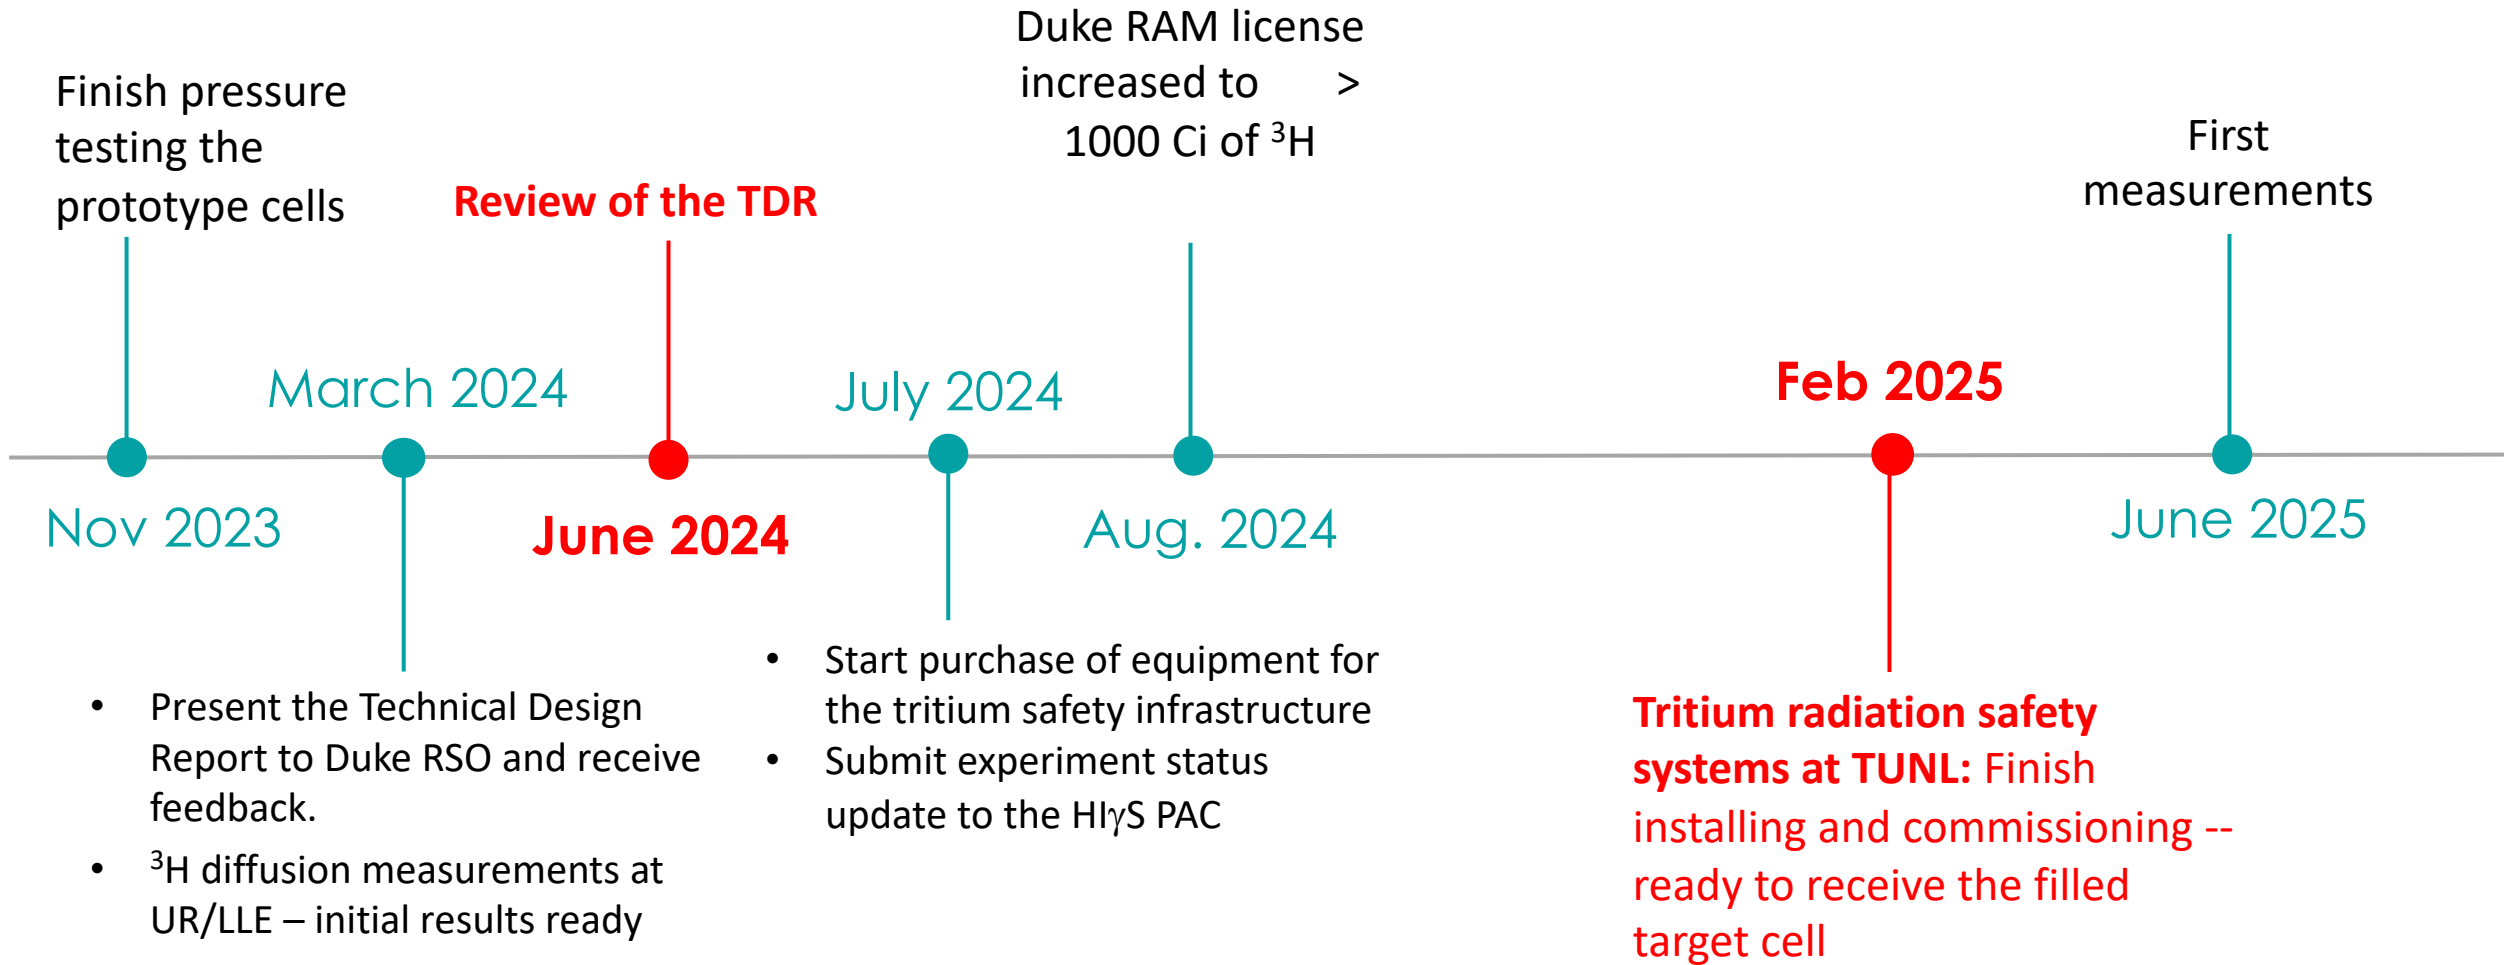 Finish pressure
testing the
prototype cells
Nov 2023
March 2024
• Present the Technical Design
Report to Duke RSO and receive
feedback.
• ³H diffusion measurements at
UR/LLE – initial results ready
Review of the TDR
June 2024
July 2024
• Start purchase of equipment for
the tritium safety infrastructure
• Submit experiment status
update to the HIγS PAC
Duke RAM license
increased to >
1000 Ci of ³H
Aug. 2024
Feb 2025
Tritium radiation safety
systems at TUNL: Finish
installing and commissioning --
ready to receive the filled
target cell
First
measurements
June 2025